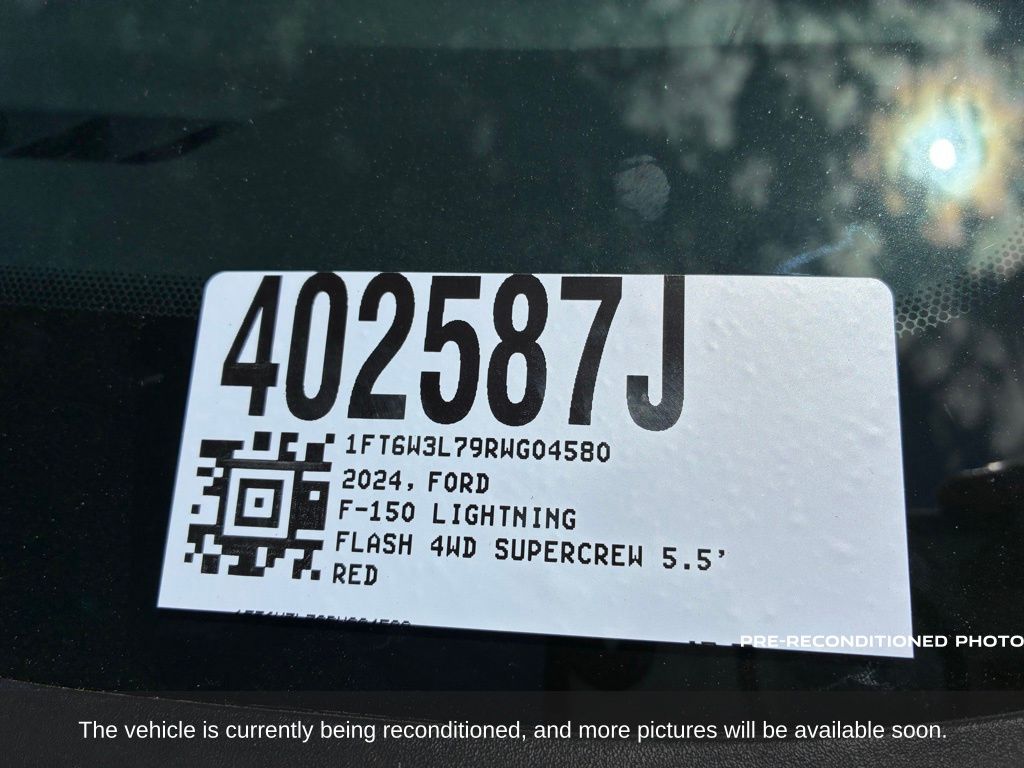 402587J
1FT6W3L79RWG04580
2024, FORD
F-150 LIGHTNING
FLASH 4WD SUPERCREW 5.5’
RED
PRE-RECONDITIONED PHOTO
The vehicle is currently being reconditioned, and more pictures will be available soon.